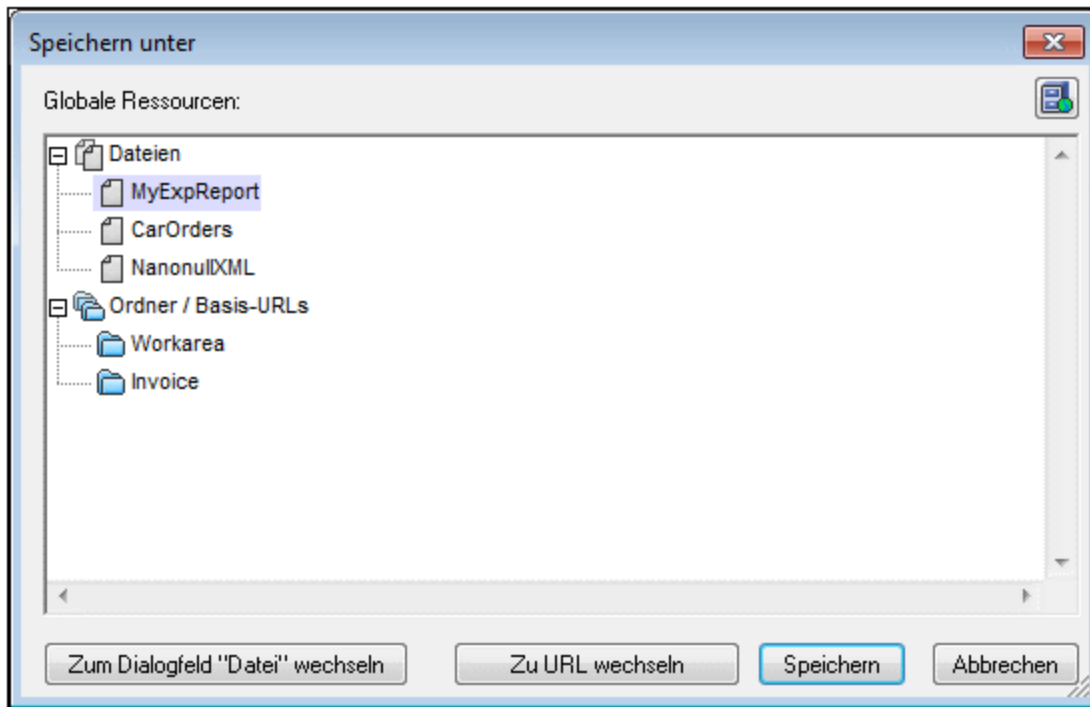 Speichern unter
Globale Ressourcen:
Dateien
MyExpReport
CarOrders
NanonullXML
Ordner / Basis-URLs
Workarea
Invoice
Zum Dialogfeld "Datei" wechseln Zu URL wechseln Speichern Abbrechen